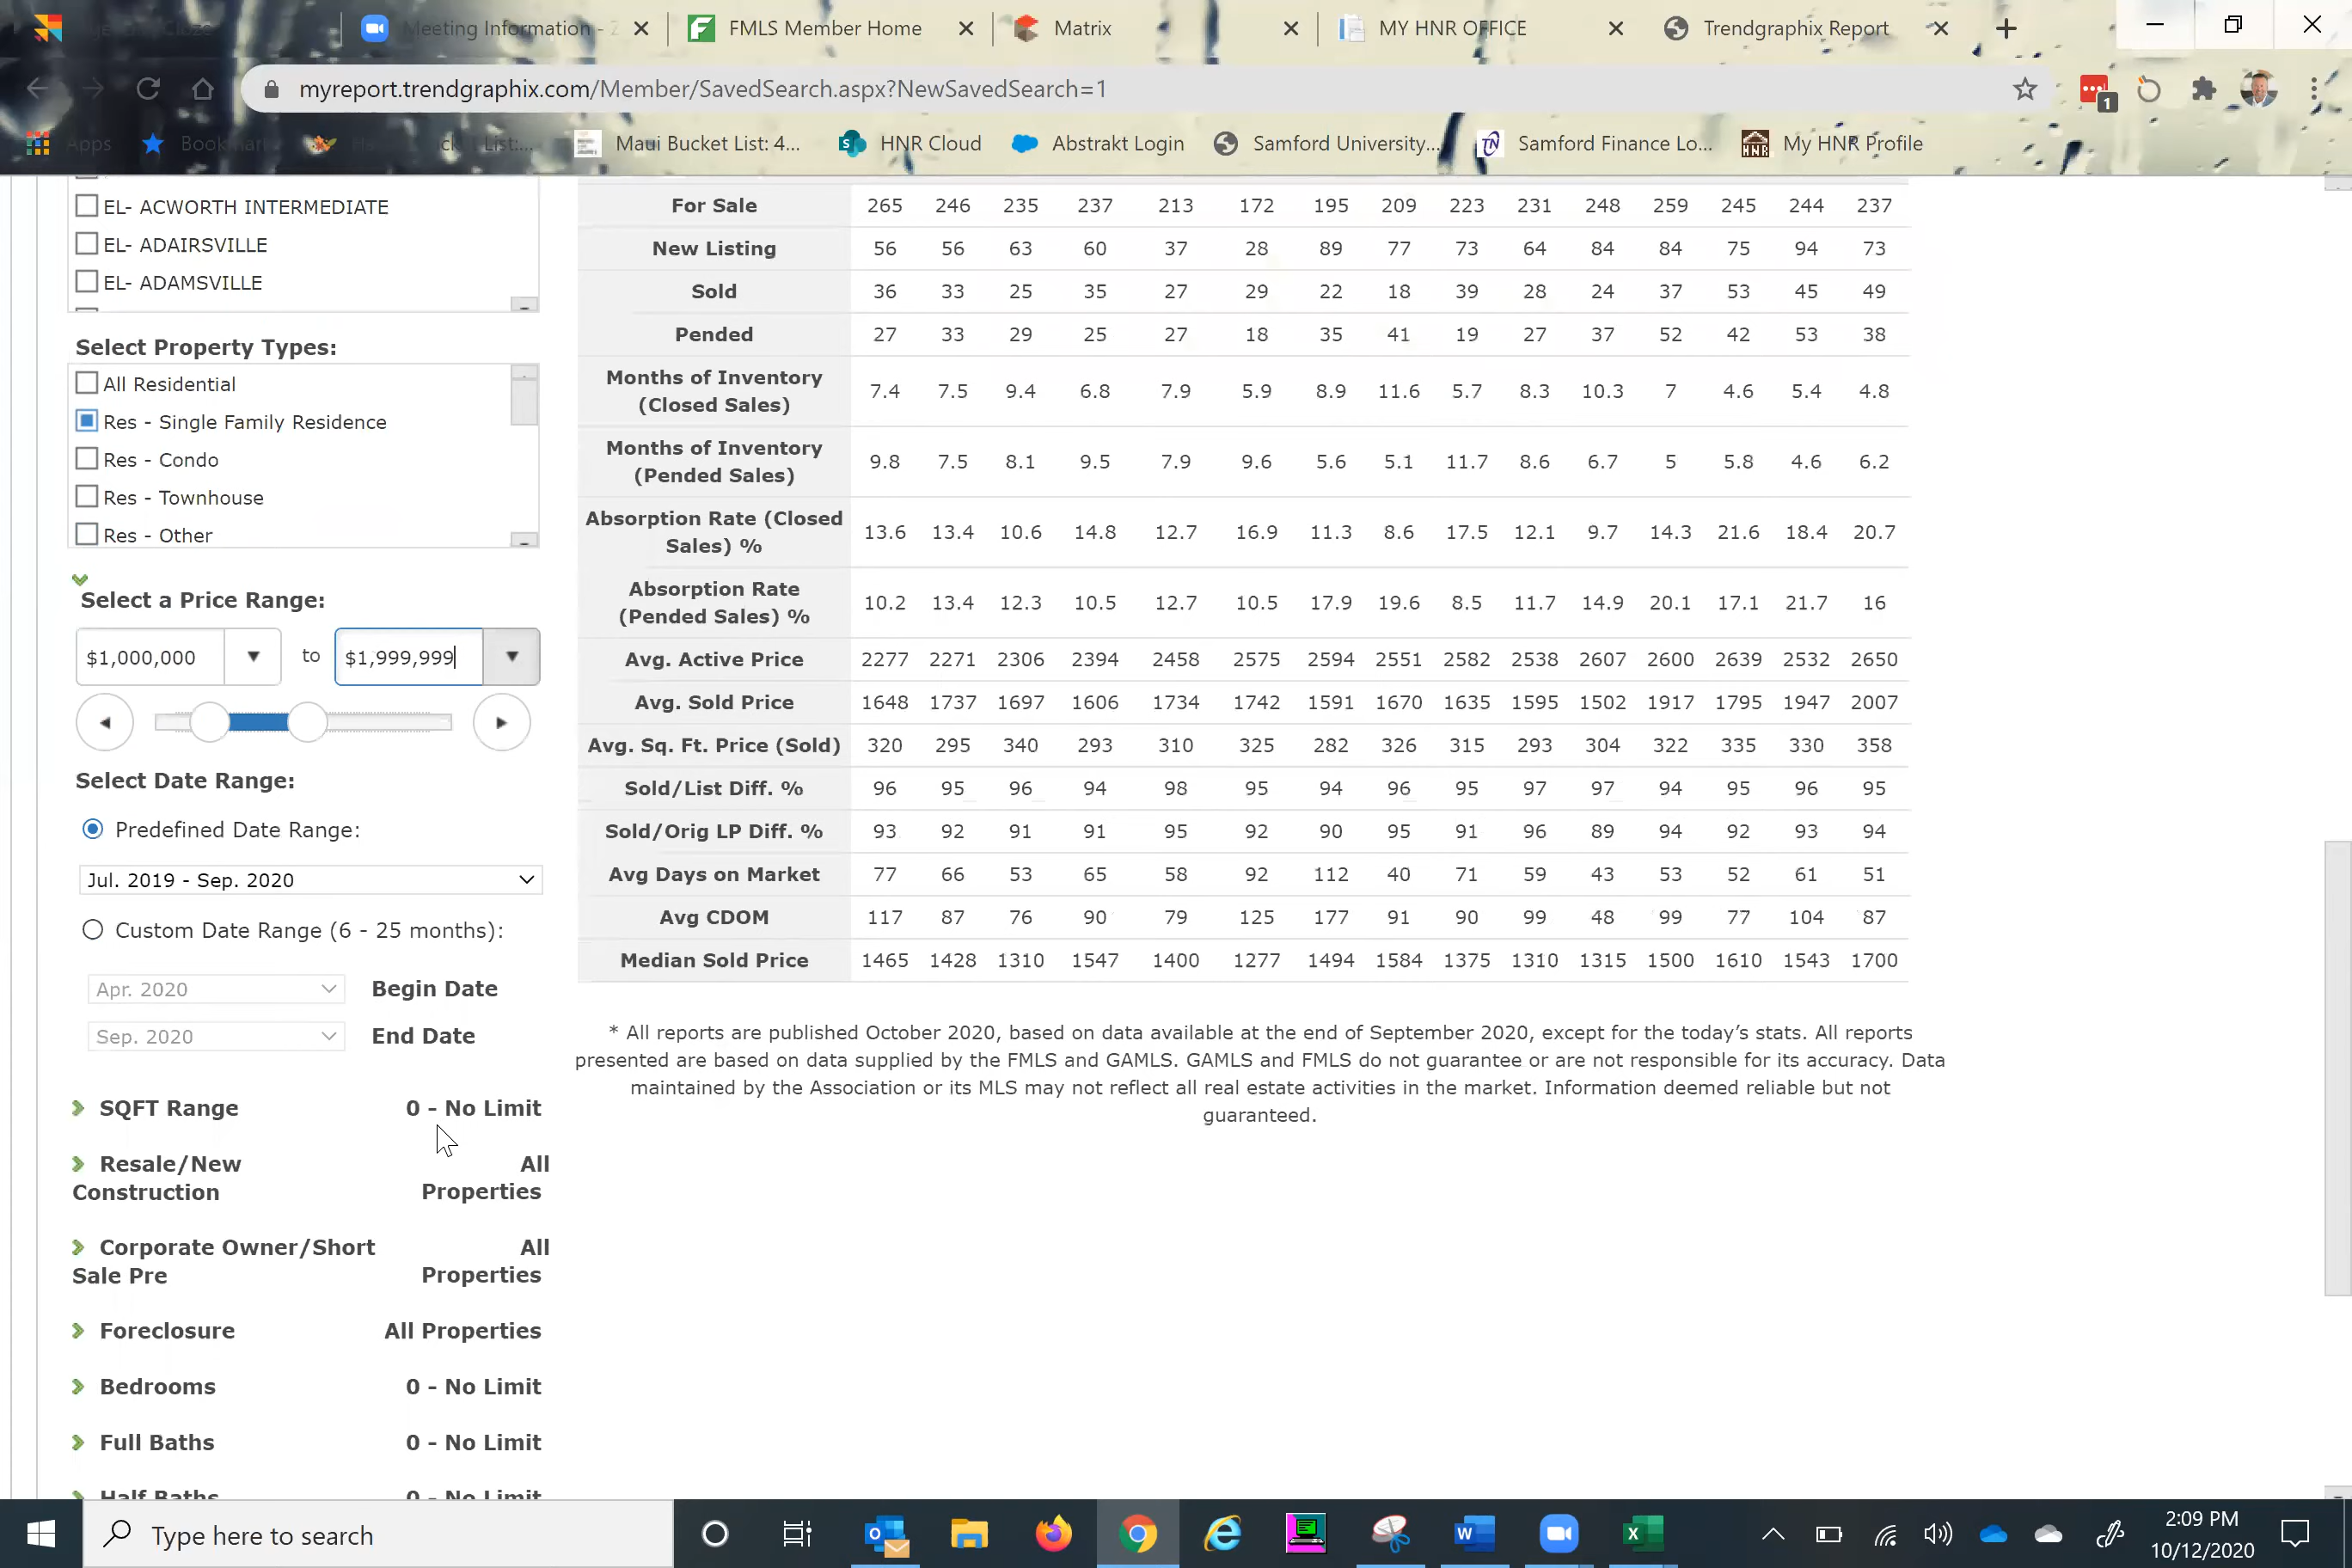 Meeting Information - Z
FMLS Member Home
Matrix
MY HNR OFFICE
Trendgraphix Report
myreport.trendgraphix.com/Member/SavedSearch.aspx?NewSavedSearch=1
1
Apps
Bookmark
Maui Bucket List: 4...
HNR Cloud
Abstrakt Login
Samford University...
Samford Finance Lo...
My HNR Profile
EL- ACWORTH INTERMEDIATE
EL- ADAIRSVILLE
EL- ADAMSVILLE
Select Property Types:
All Residential
Res - Single Family Residence
Res - Condo
Res - Townhouse
Res - Other
Select a Price Range:
$1,000,000 to $1,999,999
Select Date Range:
Predefined Date Range:
Jul. 2019 - Sep. 2020
Custom Date Range (6 - 25 months):
Apr. 2020 Begin Date
Sep. 2020 End Date
SQFT Range 0 - No Limit
Resale/New Construction All Properties
Corporate Owner/Short Sale Pre All Properties
Foreclosure All Properties
Bedrooms 0 - No Limit
Full Baths 0 - No Limit
Half Baths 0 - No Limit
For Sale 265 246 235 237 213 172 195 209 223 231 248 259 245 244 237
New Listing 56 56 63 60 37 28 89 77 73 64 84 84 75 94 73
Sold 36 33 25 35 27 29 22 18 39 28 24 37 53 45 49
Pended 27 33 29 25 27 18 35 41 19 27 37 52 42 53 38
Months of Inventory (Closed Sales) 7.4 7.5 9.4 6.8 7.9 5.9 8.9 11.6 5.7 8.3 10.3 7 4.6 5.4 4.8
Months of Inventory (Pended Sales) 9.8 7.5 8.1 9.5 7.9 9.6 5.6 5.1 11.7 8.6 6.7 5 5.8 4.6 6.2
Absorption Rate (Closed Sales) % 13.6 13.4 10.6 14.8 12.7 16.9 11.3 8.6 17.5 12.1 9.7 14.3 21.6 18.4 20.7
Absorption Rate (Pended Sales) % 10.2 13.4 12.3 10.5 12.7 10.5 17.9 19.6 8.5 11.7 14.9 20.1 17.1 21.7 16
Avg. Active Price 2277 2271 2306 2394 2458 2575 2594 2551 2582 2538 2607 2600 2639 2532 2650
Avg. Sold Price 1648 1737 1697 1606 1734 1742 1591 1670 1635 1595 1502 1917 1795 1947 2007
Avg. Sq. Ft. Price (Sold) 320 295 340 293 310 325 282 326 315 293 304 322 335 330 358
Sold/List Diff. % 96 95 96 94 98 95 94 96 95 97 97 94 95 96 95
Sold/Orig LP Diff. % 93 92 91 91 95 92 90 95 91 96 89 94 92 93 94
Avg Days on Market 77 66 53 65 58 92 112 40 71 59 43 53 52 61 51
Avg CDOM 117 87 76 90 79 125 177 91 90 99 48 99 77 104 87
Median Sold Price 1465 1428 1310 1547 1400 1277 1494 1584 1375 1310 1315 1500 1610 1543 1700
* All reports are published October 2020, based on data available at the end of September 2020, except for the today's stats. All reports
presented are based on data supplied by the FMLS and GAMLS. GAMLS and FMLS do not guarantee or are not responsible for its accuracy. Data
maintained by the Association or its MLS may not reflect all real estate activities in the market. Information deemed reliable but not
guaranteed.
Type here to search
2:09 PM
10/12/2020